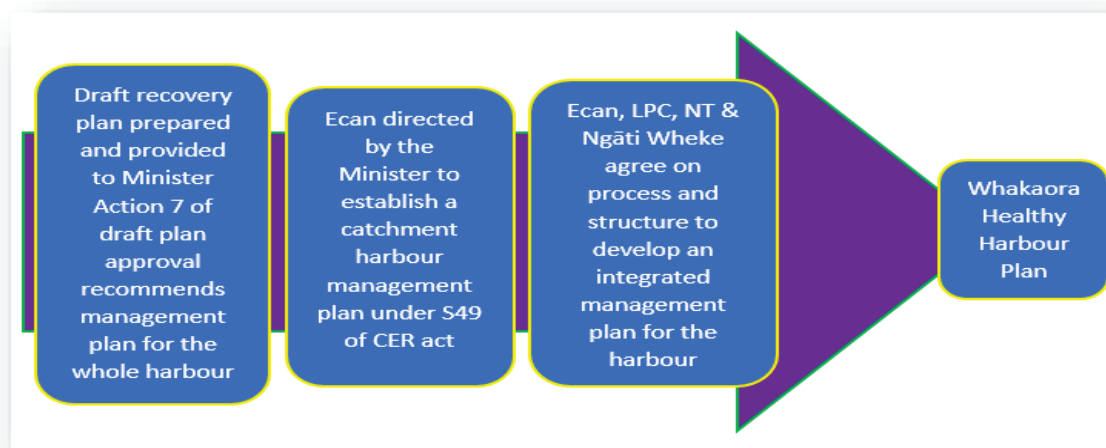 Draft recovery
plan prepared
and provided
to Minister
Action 7 of
draft plan
approval
recommends
management
plan for the
whole harbour
Ecan directed
by the
Minister to
establish a
catchment
harbour
management
plan under S49
of CER act
Ecan, LPC, NT &
Ngāti Wheke
agree on
process and
structure to
develop an
integrated
management
plan for the
harbour
Whakaora
Healthy
Harbour
Plan